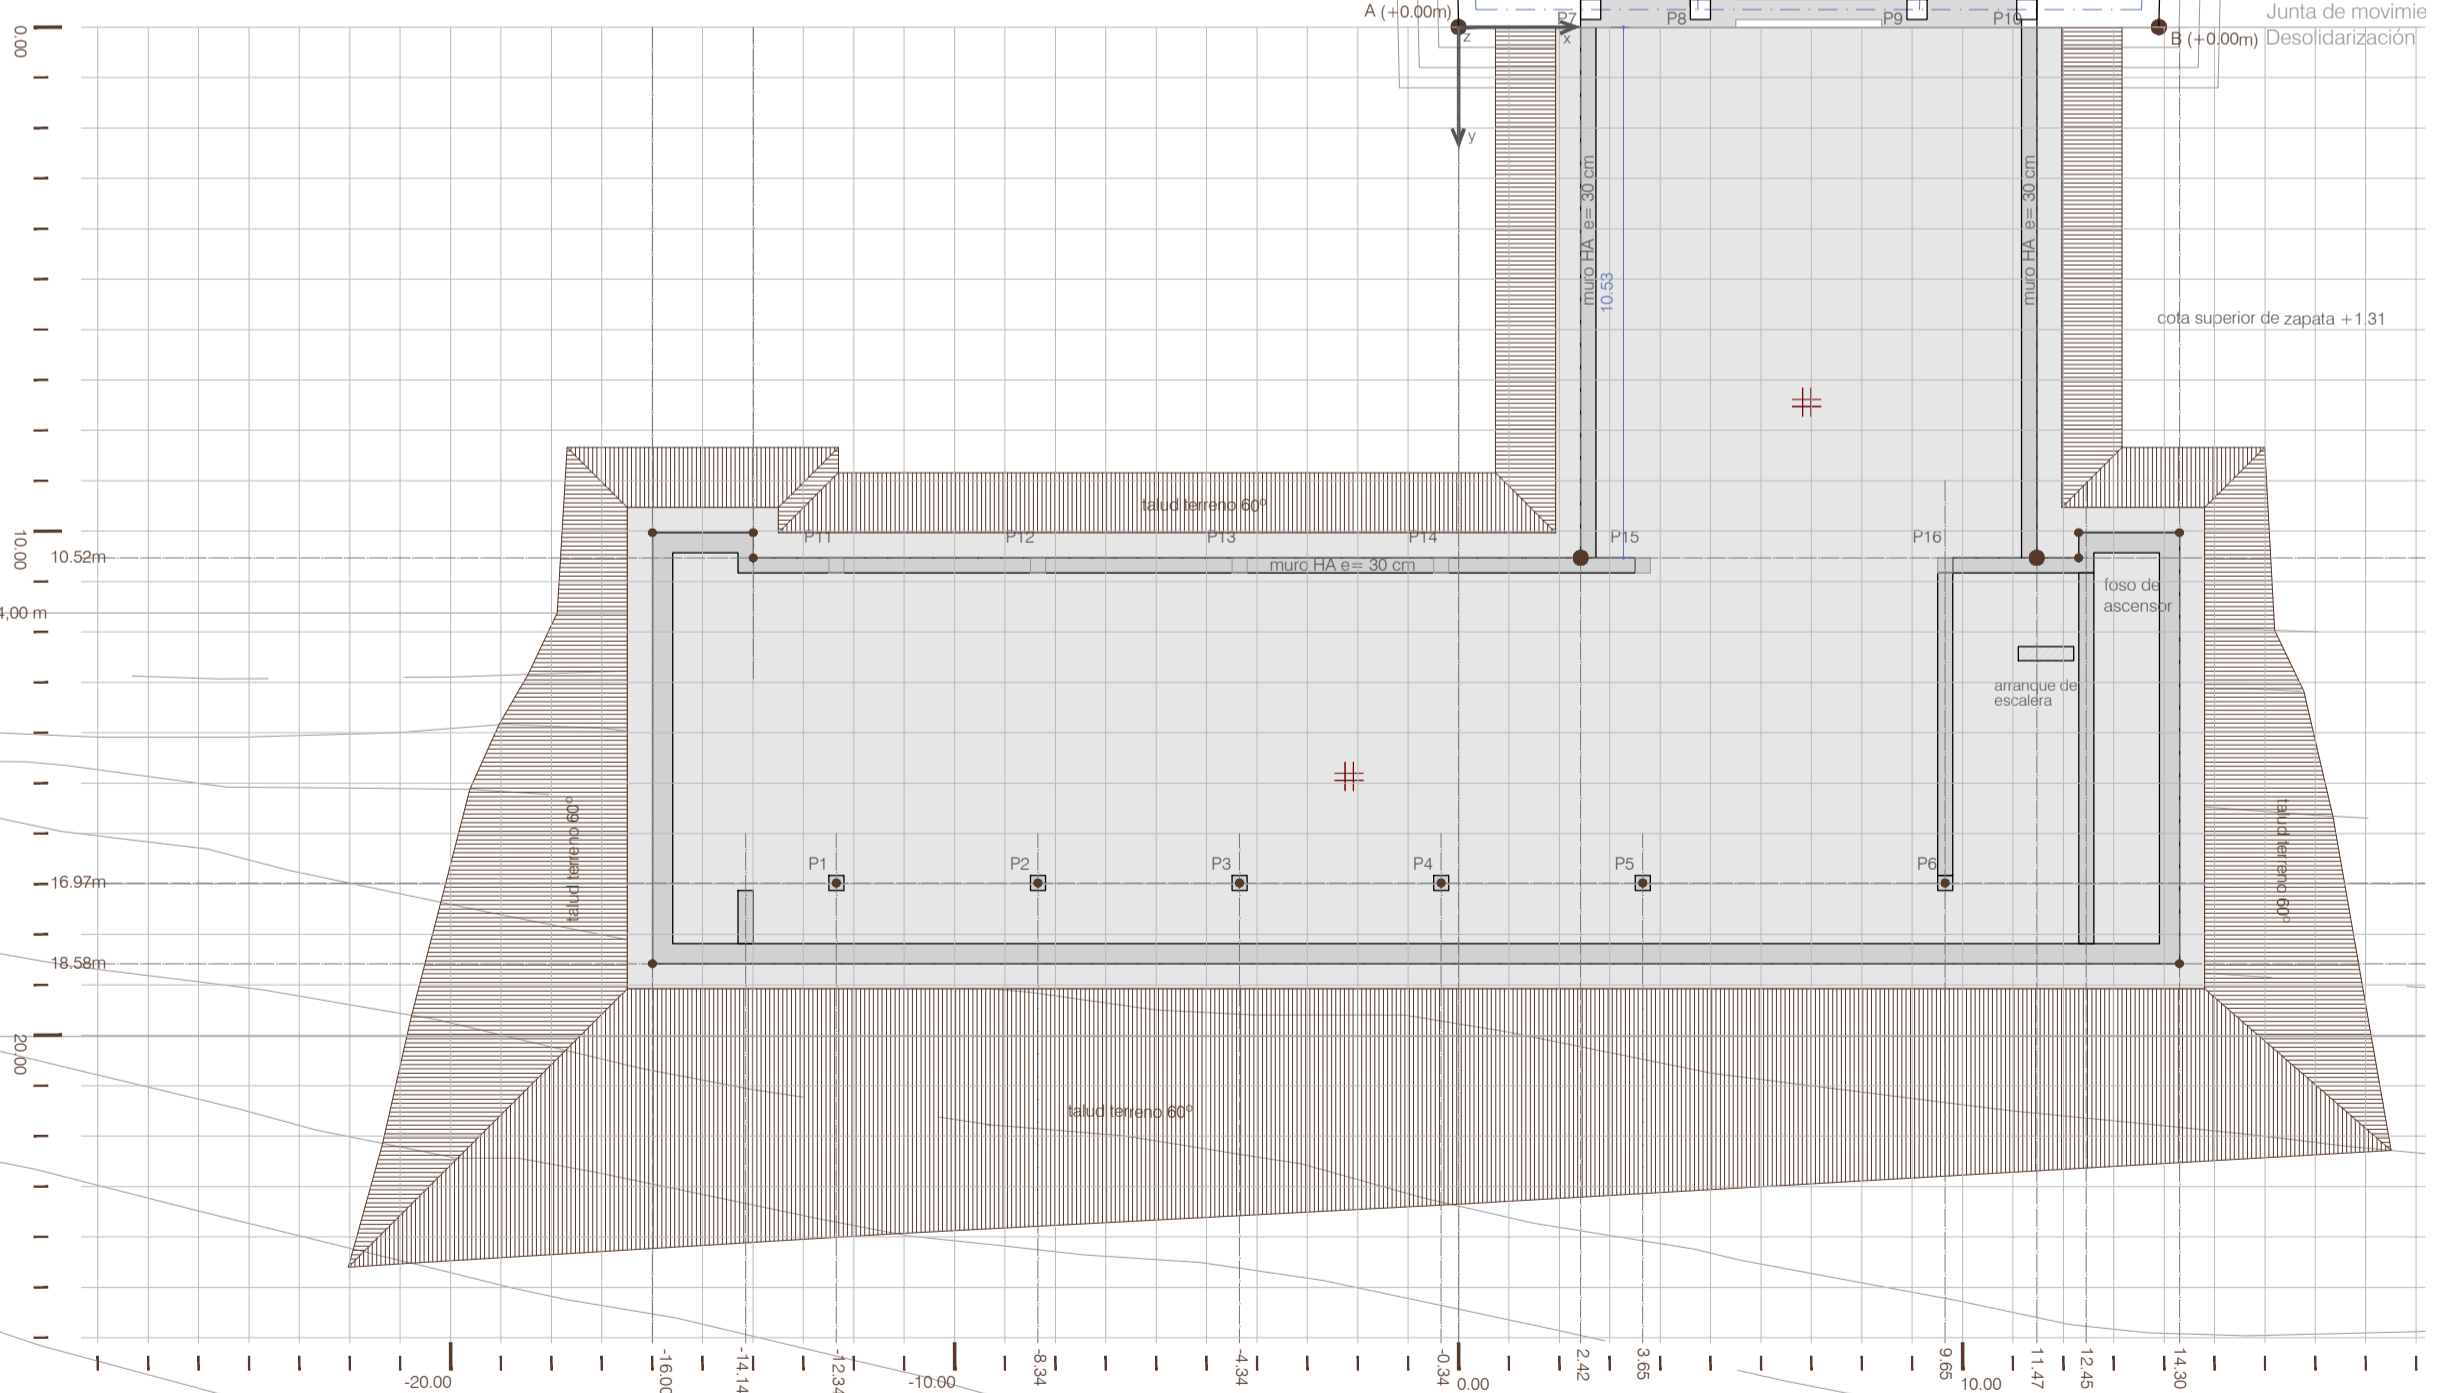 A (+0.00m)
P7
P8
P9
P10
Junta de movimie
B (+0.00m)
Desolidarización
z
x
y
0.00
muro HA e= 30 cm
10.53
muro HA e= 30 cm
cota superior de zapata +1.31
talud terreno 60º
10.00
10.52m
P11
P12
P13
P14
P15
P16
muro HA e= 30 cm
foso de
ascensor
4,00 m
arranque de
escalera
talud terreno 60º
talud terreno 60º
P1
P2
P3
P4
P5
P6
16.97m
18.58m
20.00
talud terreno 60º
-20.00
-16.00
-14.14
-12.34
-10.00
-8.34
-4.34
-0.34
0.00
2.42
3.65
9.65
10.00
11.47
12.45
14.30